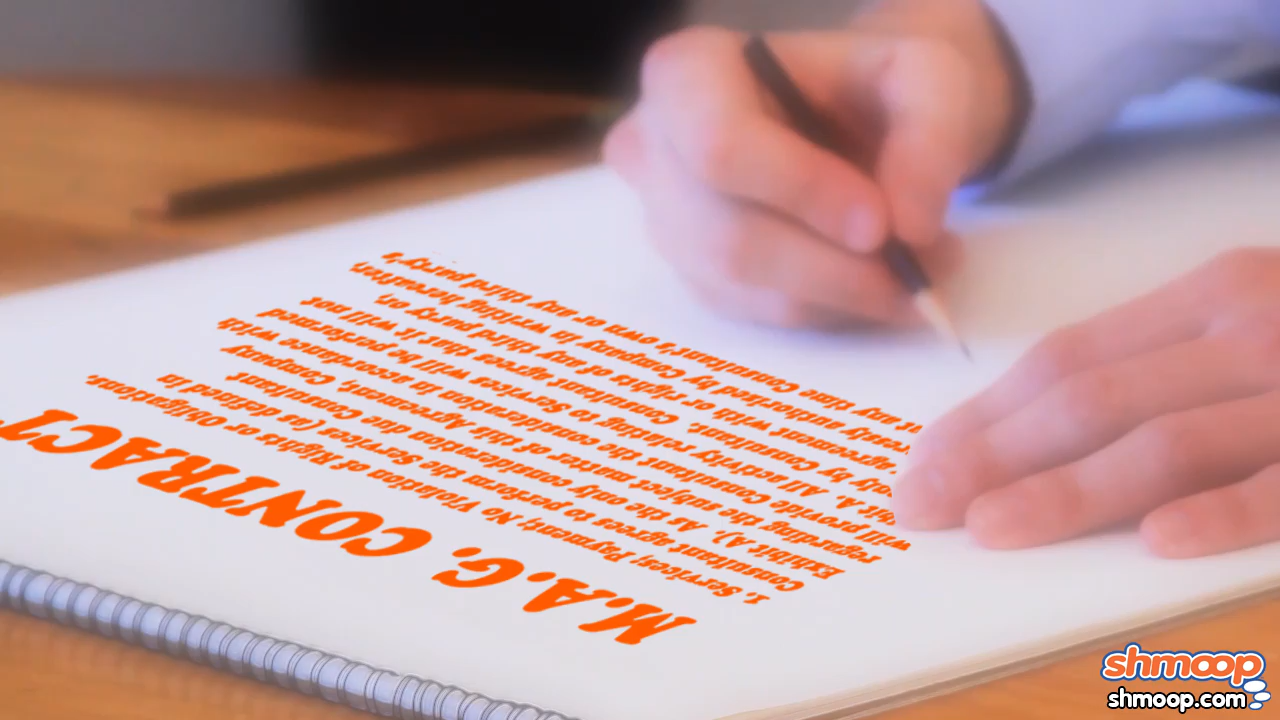 M.A.G. CONTRACT
1. Services; Payment; No Violation of Rights or Obligations.
Consultant agrees to perform the Services (as defined in
Exhibit A). As the only consideration due Consultant
regarding the subject matter of this Agreement, Company
will provide Consultant the consideration in accordance with
A. All activity relating to Services will be performed
by Consultant. Consultant agrees that it will not
agreement with or rights of any third party or,
authorized by Company in writing hereafter,
at any time Consultant's own or any third party's
shmoop
shmoop.com